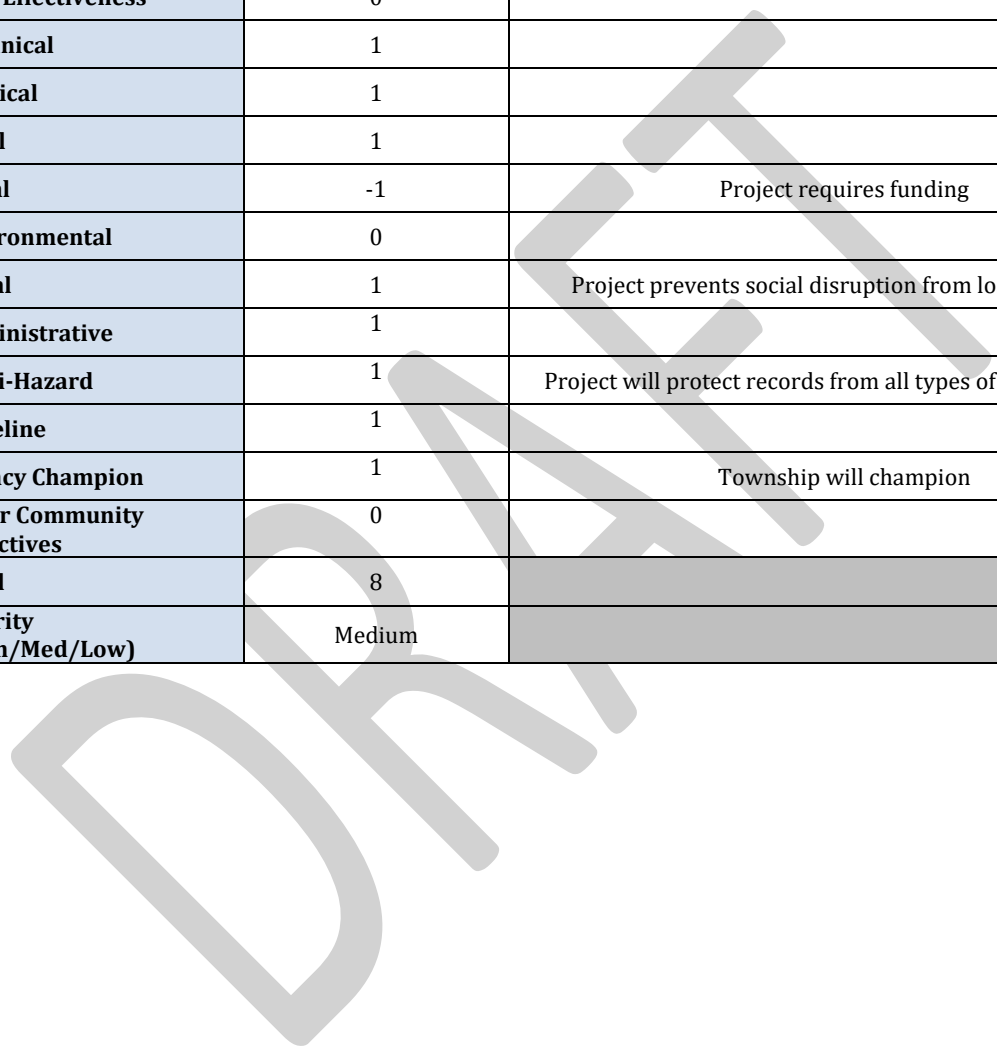 Effectiveness 0
nical 1
ical 1
l 1
al -1 Project requires funding
ronmental 0
al 1 Project prevents social disruption from lo
inistrative 1
i-Hazard 1 Project will protect records from all types of
eline 1
cy Champion 1 Township will champion
r Community 0
ctives
l 8
rity Medium
/Med/Low)
DRAFT